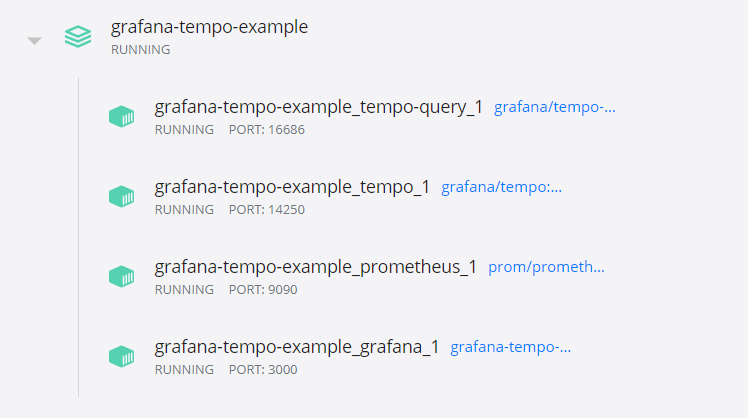 grafana-tempo-example
RUNNING
grafana-tempo-example_tempo-query_1 grafana/tempo-...
RUNNING PORT: 16686
grafana-tempo-example_tempo_1 grafana/tempo:...
RUNNING PORT: 14250
grafana-tempo-example_prometheus_1 prom/prometh...
RUNNING PORT: 9090
grafana-tempo-example_grafana_1 grafana-tempo-...
RUNNING PORT: 3000